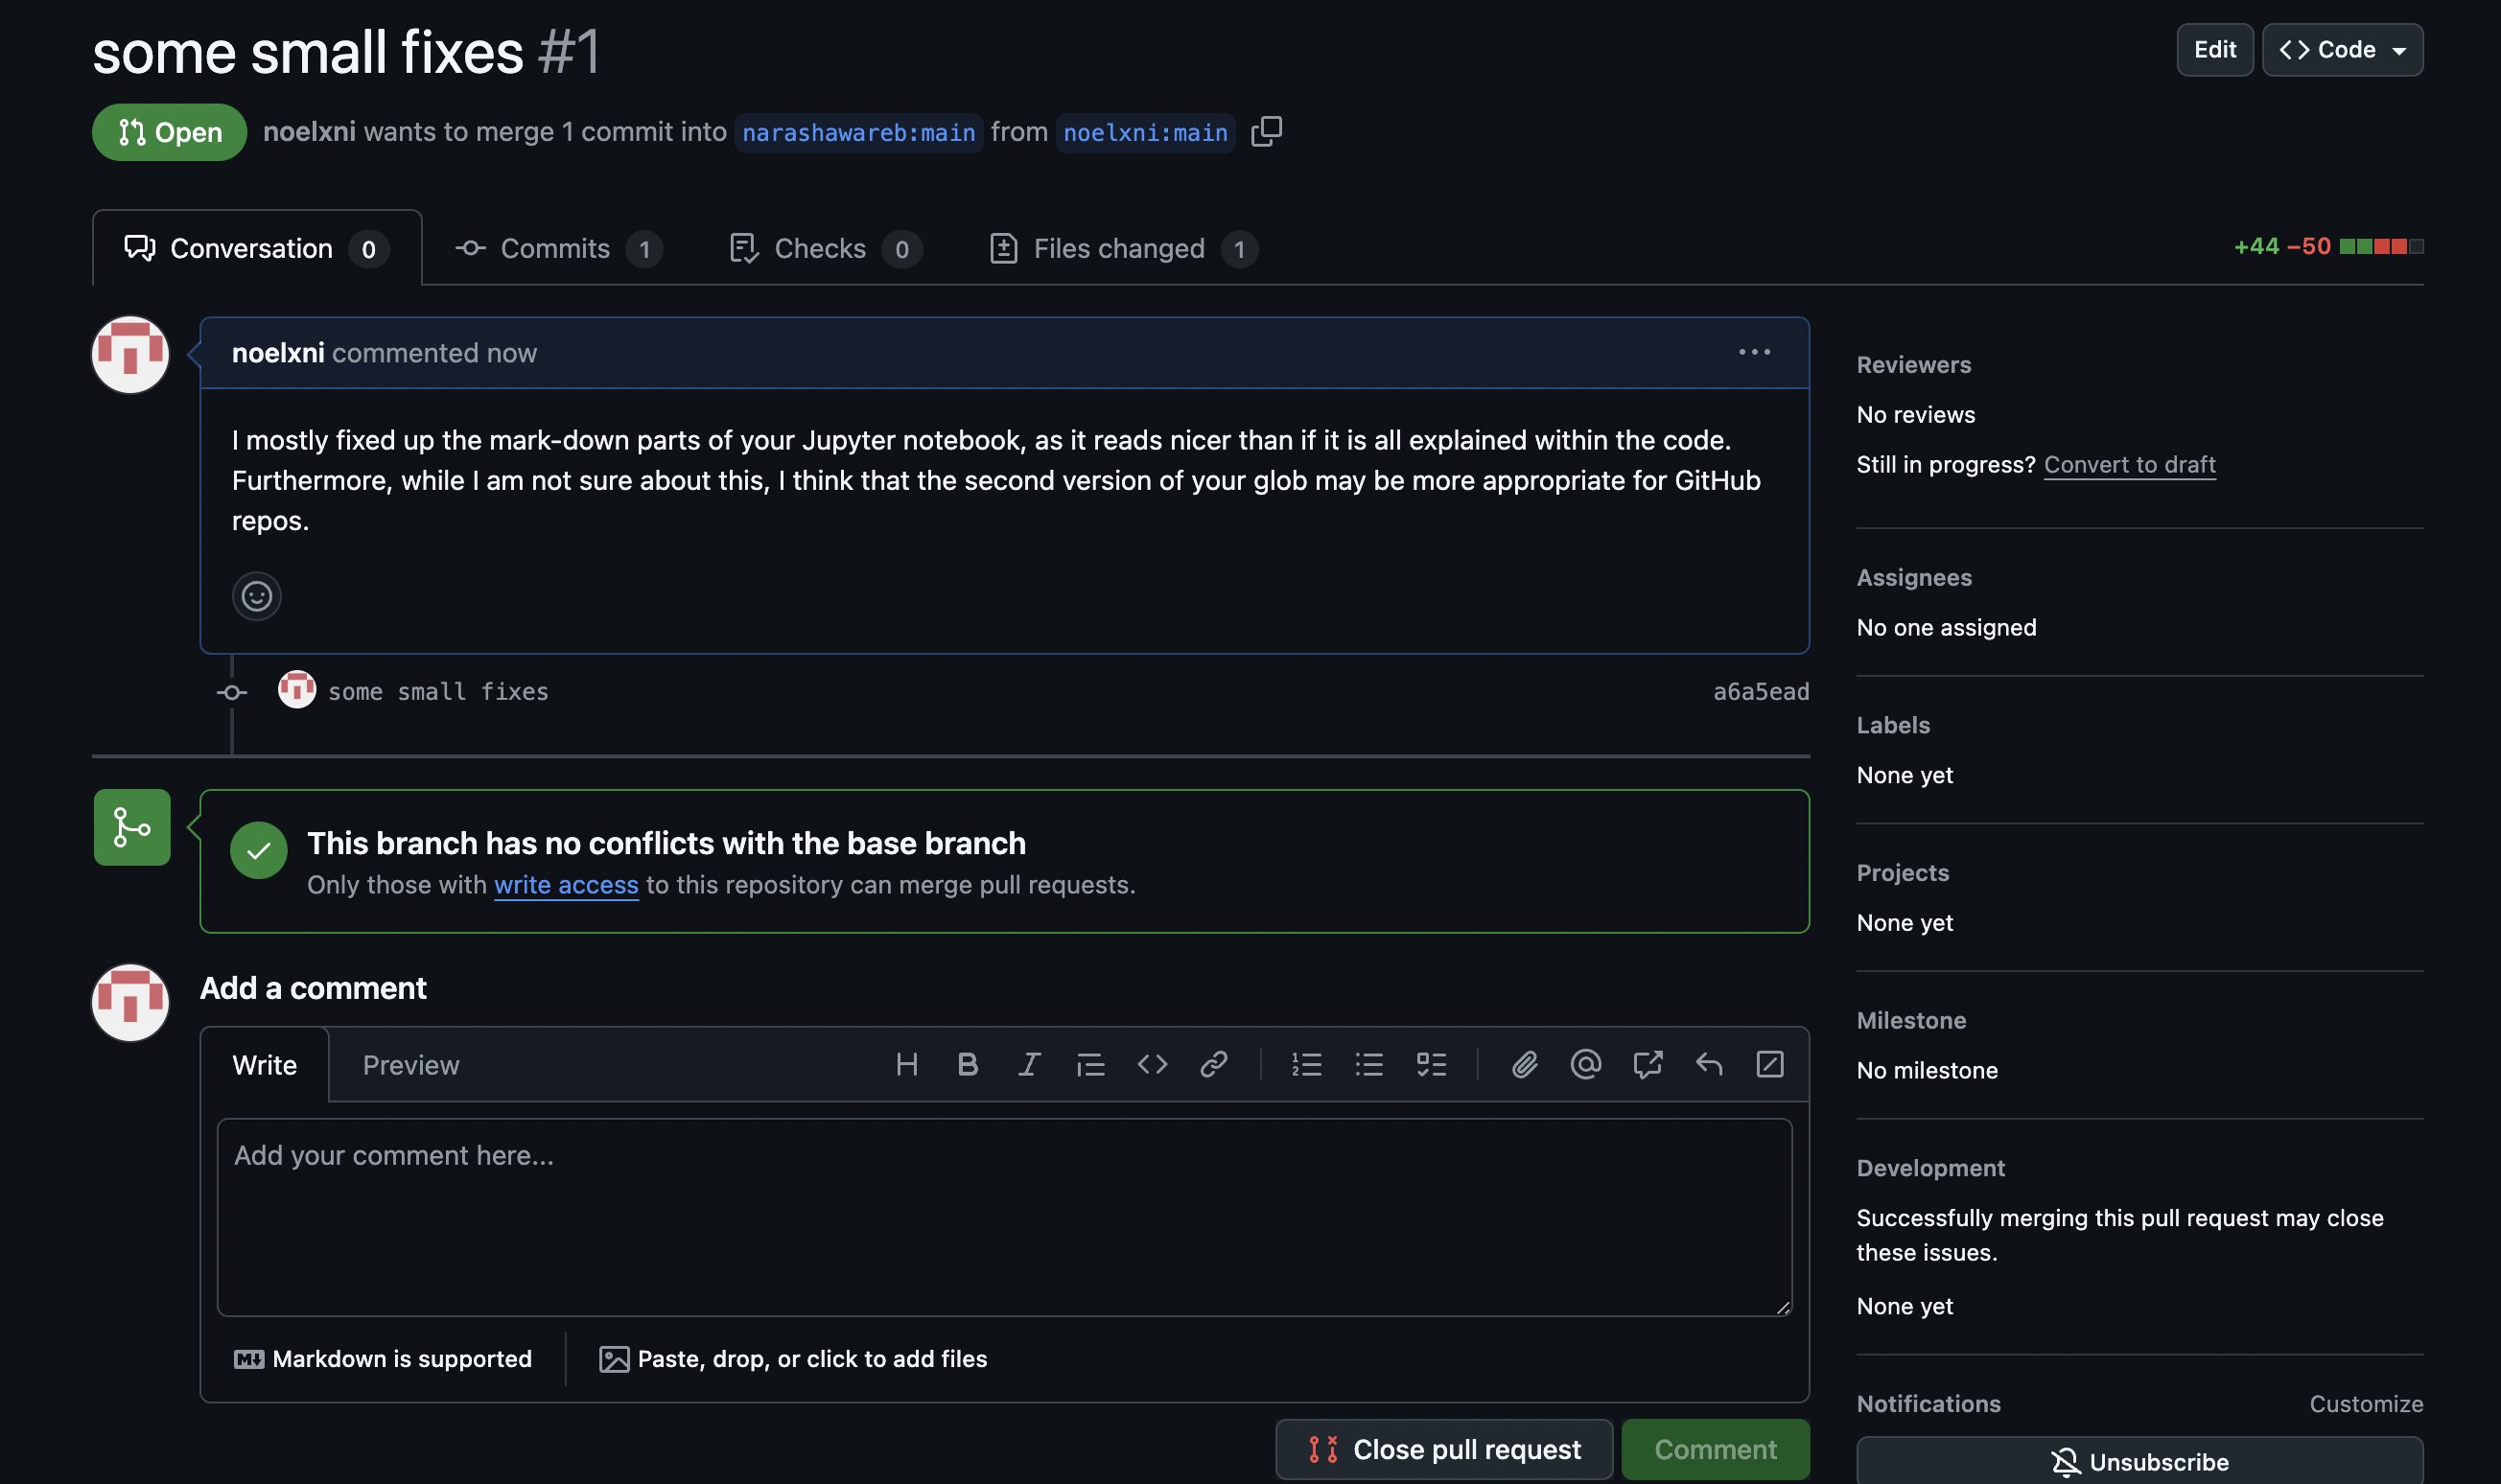 some small fixes #1
Edit
Code
Open
noelxni wants to merge 1 commit into narashawareb:main from noelxni:main
Conversation 0
Commits 1
Checks 0
Files changed 1
+44 −50
noelxni commented now
I mostly fixed up the mark-down parts of your Jupyter notebook, as it reads nicer than if it is all explained within the code.
Furthermore, while I am not sure about this, I think that the second version of your glob may be more appropriate for GitHub
repos.
some small fixes
a6a5ead
This branch has no conflicts with the base branch
Only those with write access to this repository can merge pull requests.
Add a comment
Write
Preview
Add your comment here...
Markdown is supported
Paste, drop, or click to add files
Close pull request
Comment
Reviewers
No reviews
Still in progress? Convert to draft
Assignees
No one assigned
Labels
None yet
Projects
None yet
Milestone
No milestone
Development
Successfully merging this pull request may close
these issues.
None yet
Notifications
Customize
Unsubscribe